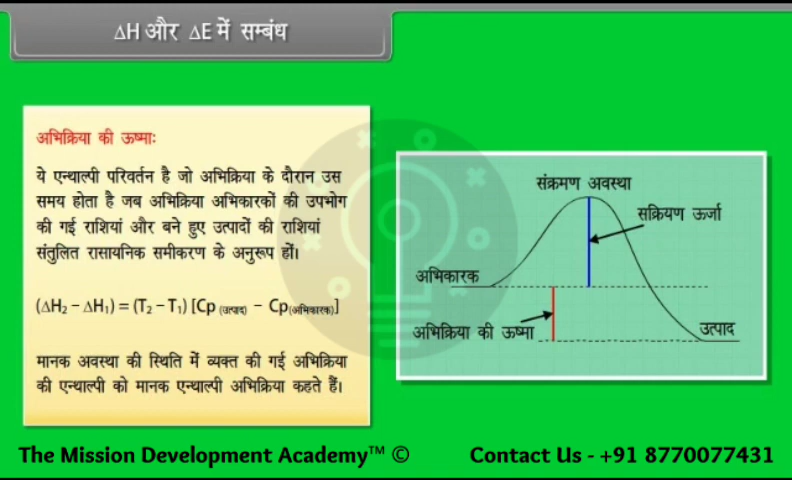 ΔH और ΔE में सम्बंध
अभिक्रिया की ऊष्माः
ये एन्थाल्पी परिवर्तन है जो अभिक्रिया के दौरान उस
समय होता है जब अभिक्रिया अभिकारकों की उपभोग
की गई राशियां और बने हुए उत्पादों की राशियां
संतुलित रासायनिक समीकरण के अनुरूप हों।
(ΔH₂ − ΔH₁) = (T₂ − T₁) [Cp (उत्पाद) − Cp(अभिकारक)]
मानक अवस्था की स्थिति में व्यक्त की गई अभिक्रिया
की एन्थाल्पी को मानक एन्थाल्पी अभिक्रिया कहते हैं।
संक्रमण अवस्था
सक्रियण ऊर्जा
अभिकारक
अभिक्रिया की ऊष्मा
उत्पाद
The Mission Development Academy™ ©
Contact Us - +91 8770077431